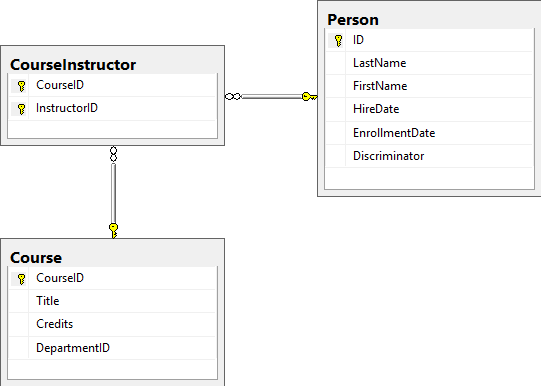 Person
ID
LastName
FirstName
HireDate
EnrollmentDate
Discriminator
CourseInstructor
CourseID
InstructorID
Course
CourseID
Title
Credits
DepartmentID